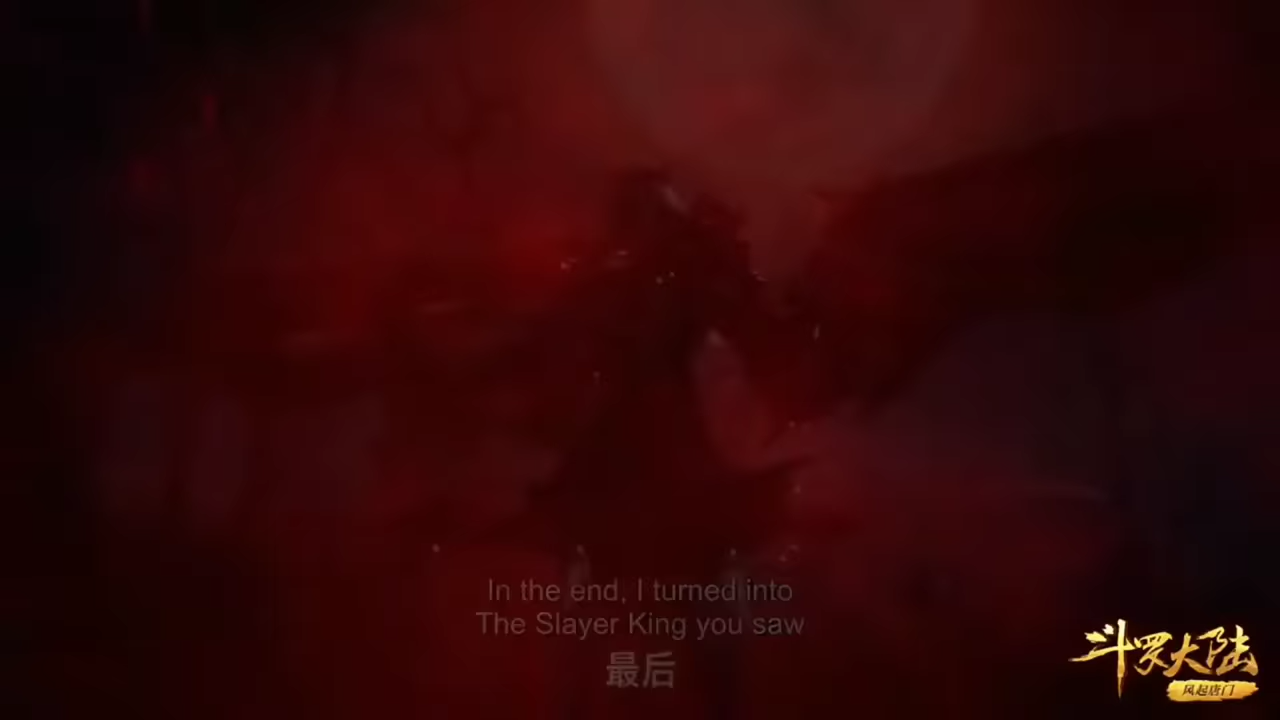 In the end, I turned into
The Slayer King you saw
最后
斗罗大陆
风起唐门